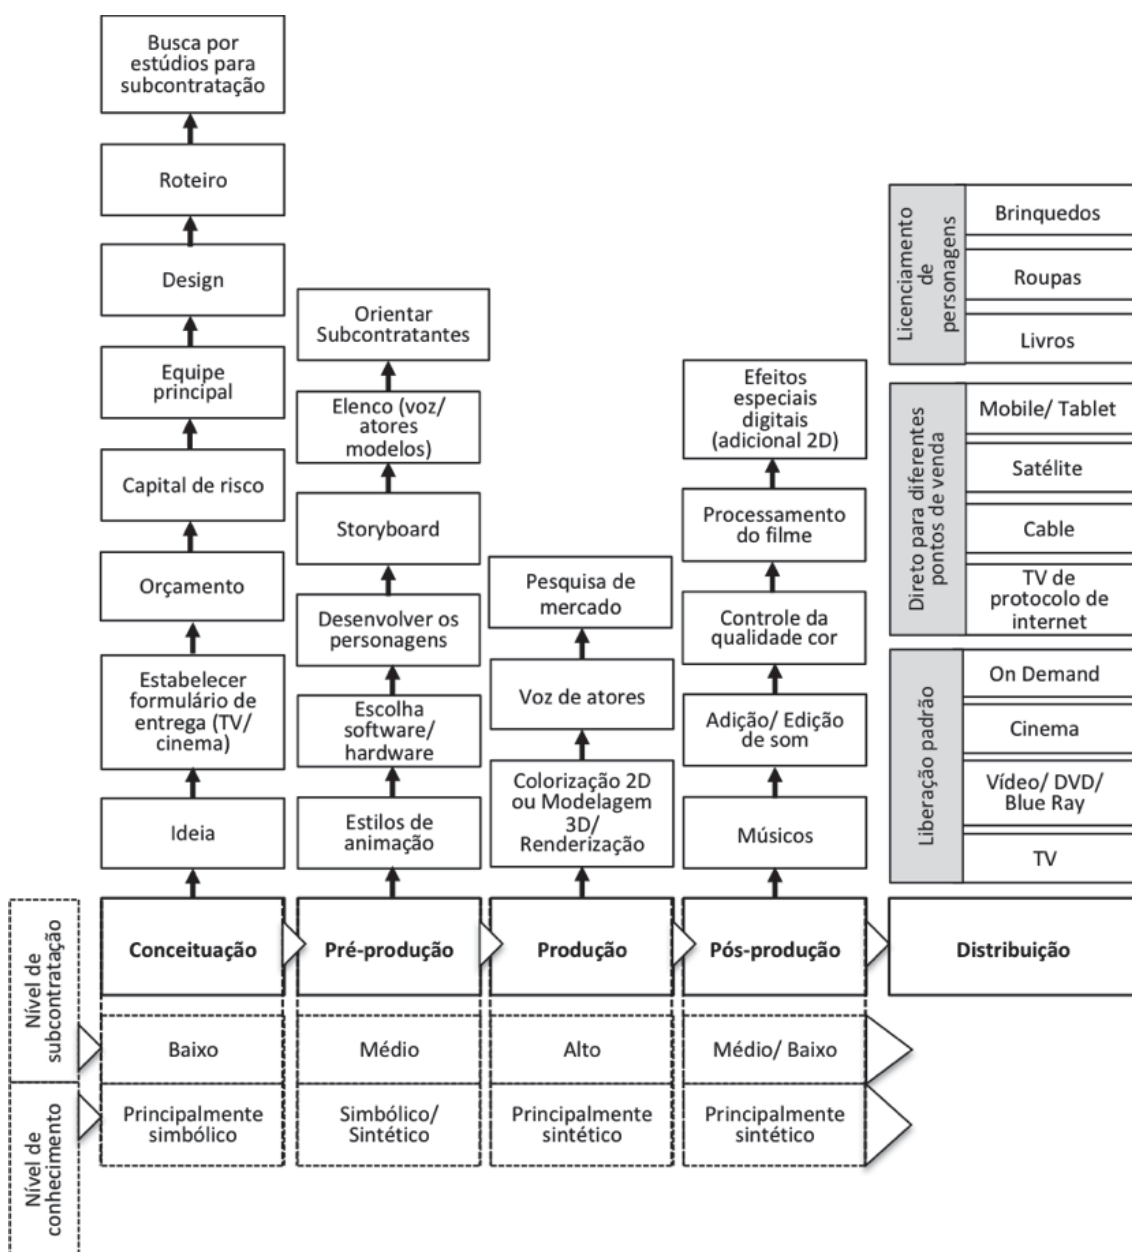 Busca por
estúdios para
subcontratação
Roteiro
Design
Equipe
principal
Capital de risco
Orçamento
Estabelecer
formulário de
entrega (TV/
cinema)
Ideia
Orientar
Subcontratantes
Elenco (voz/
atores
modelos)
Storyboard
Desenvolver os
personagens
Escolha
software/
hardware
Estilos de
animação
Pesquisa de
mercado
Voz de atores
Colorização 2D
ou Modelagem
3D/
Renderização
Efeitos
especiais
digitais
(adicional 2D)
Processamento
do filme
Controle da
qualidade cor
Adição/ Edição
de som
Músicos
Licenciamento
de
personagens
Brinquedos
Roupas
Livros
Direto para diferentes
pontos de venda
Mobile/ Tablet
Satélite
Cable
TV de
protocolo de
internet
Liberação padrão
On Demand
Cinema
Vídeo/ DVD/
Blue Ray
TV
Conceituação
Pré-produção
Produção
Pós-produção
Distribuição
Nível de
subcontratação
Baixo
Médio
Alto
Médio/ Baixo
Nível de
conhecimento
Principalmente
simbólico
Simbólico/
Sintético
Principalmente
sintético
Principalmente
sintético